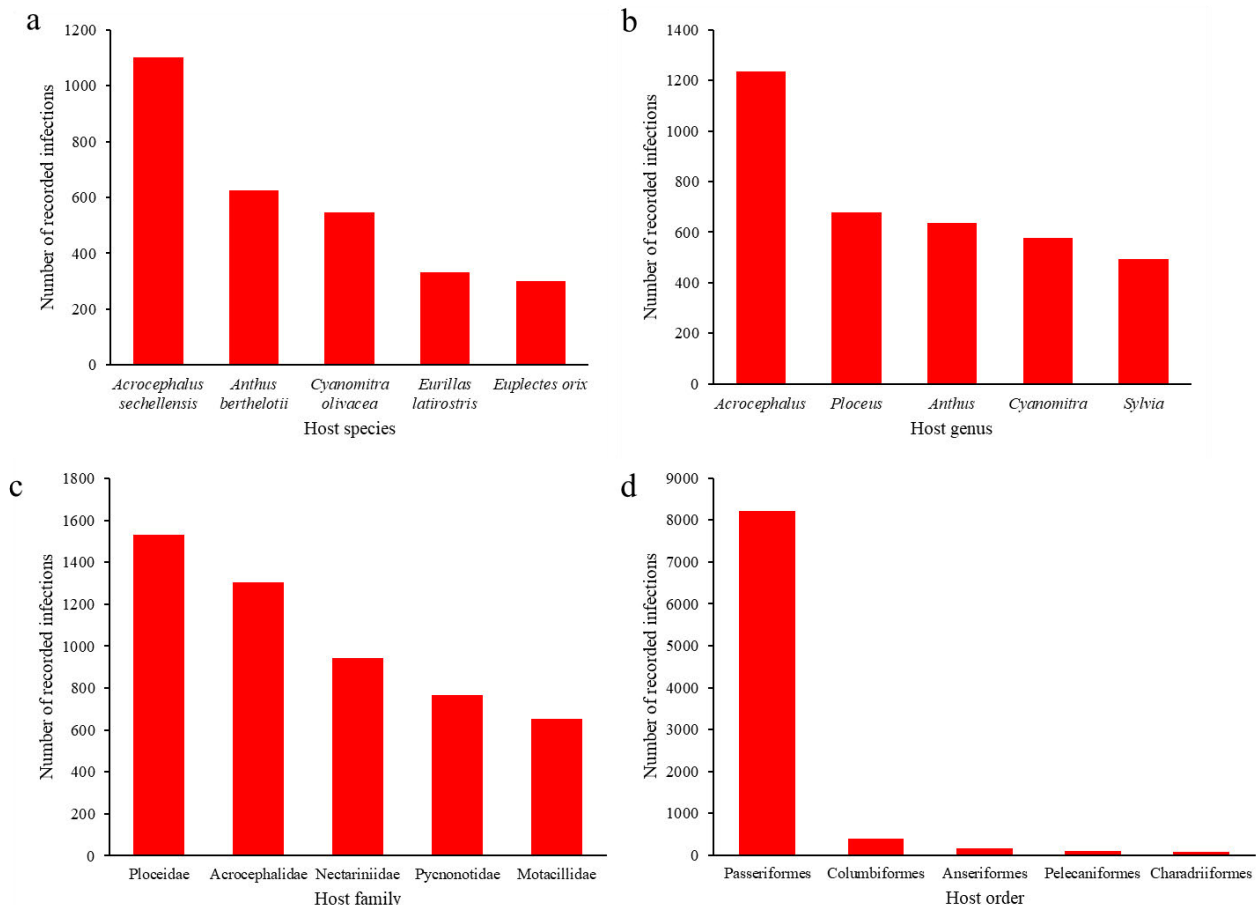 a
1200
1000
800
600
400
200
0
Number of recorded infections
Acrocephalus sechellensis
Anthus berthelotii
Cyanomitra olivacea
Eurillas latirostris
Euplectes orix
Host species
b
1400
1200
1000
800
600
400
200
0
Number of recorded infections
Acrocephalus
Ploceus
Anthus
Cyanomitra
Sylvia
Host genus
c
1800
1600
1400
1200
1000
800
600
400
200
0
Number of recorded infections
Ploceidae
Acrocephalidae
Nectariniidae
Pycnonotidae
Motacillidae
Host family
d
9000
8000
7000
6000
5000
4000
3000
2000
1000
0
Number of recorded infections
Passeriformes
Columbiformes
Anseriformes
Pelecaniformes
Charadriiformes
Host order